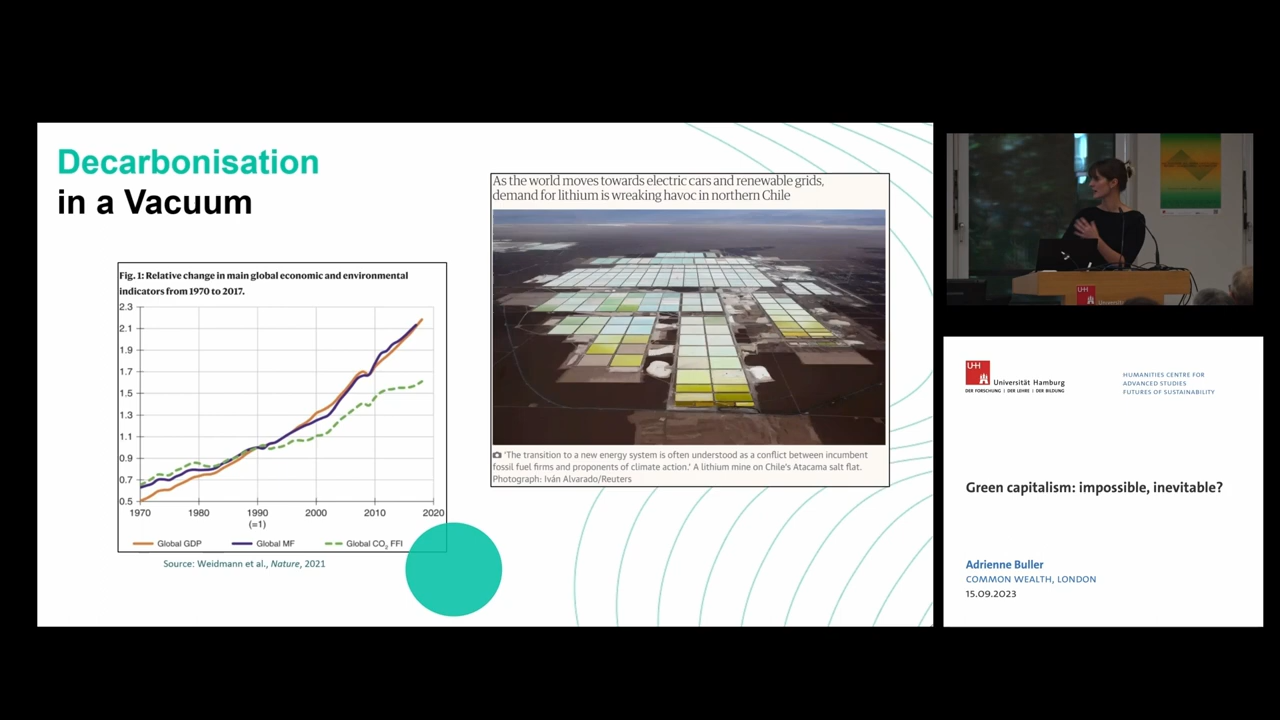 Decarbonisation
in a Vacuum
Fig. 1: Relative change in main global economic and environmental
indicators from 1970 to 2017.
2.3
2.1
1.9
1.7
1.5
1.3
1.1
0.9
0.7
0.5
1970 1980 1990 2000 2010 2020
(=1)
Global GDP Global MF Global CO2 FFI
Source: Weidmann et al., Nature, 2021
As the world moves towards electric cars and renewable grids,
demand for lithium is wreaking havoc in northern Chile
'The transition to a new energy system is often understood as a conflict between incumbent
fossil fuel firms and proponents of climate action.' A lithium mine on Chile's Atacama salt flat.
Photograph: Iván Alvarado/Reuters
UH
UH
Universität Hamburg
DER FORSCHUNG | DER LEHRE | DER BILDUNG
HUMANITIES CENTRE FOR
ADVANCED STUDIES
FUTURES OF SUSTAINABILITY
Green capitalism: impossible, inevitable?
Adrienne Buller
COMMON WEALTH, LONDON
15.09.2023